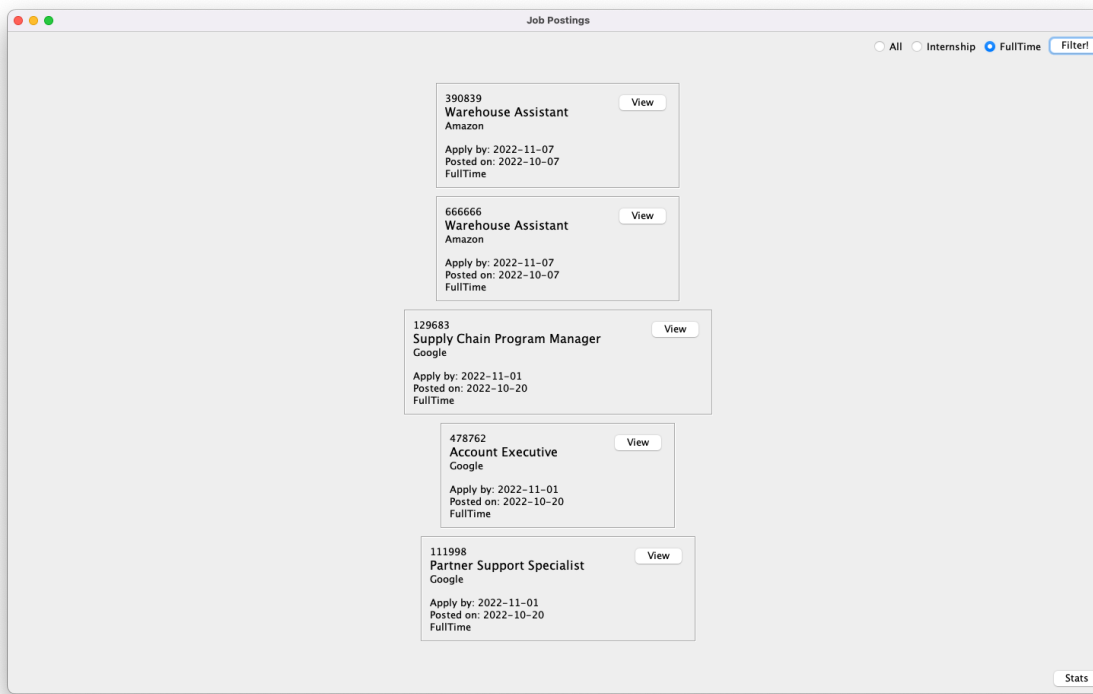 Job Postings
All Internship FullTime Filter!
390839 View
Warehouse Assistant
Amazon
Apply by: 2022-11-07
Posted on: 2022-10-07
FullTime
666666 View
Warehouse Assistant
Amazon
Apply by: 2022-11-07
Posted on: 2022-10-07
FullTime
129683 View
Supply Chain Program Manager
Google
Apply by: 2022-11-01
Posted on: 2022-10-20
FullTime
478762 View
Account Executive
Google
Apply by: 2022-11-01
Posted on: 2022-10-20
FullTime
111998 View
Partner Support Specialist
Google
Apply by: 2022-11-01
Posted on: 2022-10-20
FullTime
Stats